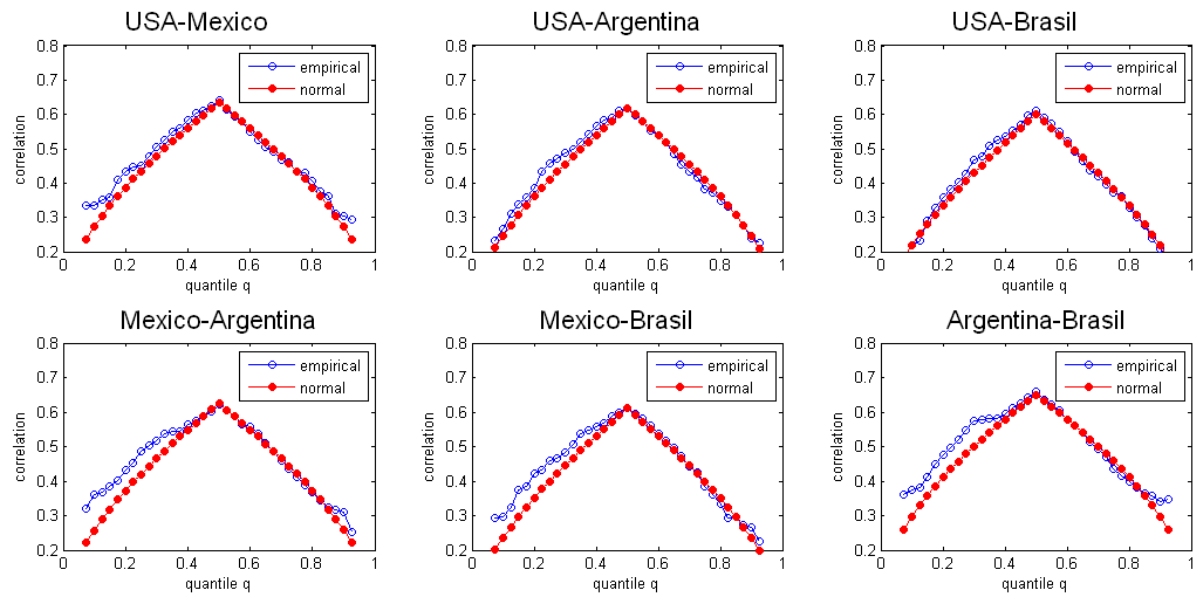 USA-Mexico
0.8
0.7
0.6
0.5
0.4
0.3
0.2
correlation
empirical
normal
0 0.2 0.4 0.6 0.8 1
quantile q
USA-Argentina
0.8
0.7
0.6
0.5
0.4
0.3
0.2
correlation
empirical
normal
0 0.2 0.4 0.6 0.8 1
quantile q
USA-Brasil
0.8
0.7
0.6
0.5
0.4
0.3
0.2
correlation
empirical
normal
0 0.2 0.4 0.6 0.8 1
quantile q
Mexico-Argentina
0.8
0.7
0.6
0.5
0.4
0.3
0.2
correlation
empirical
normal
0 0.2 0.4 0.6 0.8 1
quantile q
Mexico-Brasil
0.8
0.7
0.6
0.5
0.4
0.3
0.2
correlation
empirical
normal
0 0.2 0.4 0.6 0.8 1
quantile q
Argentina-Brasil
0.8
0.7
0.6
0.5
0.4
0.3
0.2
correlation
empirical
normal
0 0.2 0.4 0.6 0.8 1
quantile q